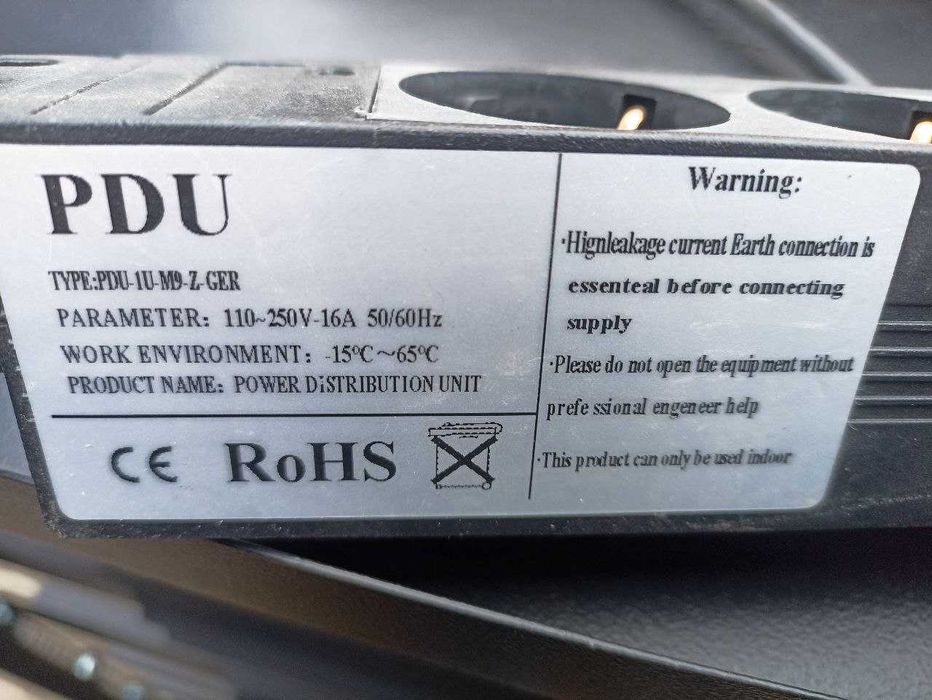 PDU
TYPE:PDU-1U-M9-Z-GER
PARAMETER: 110~250V-16A 50/60Hz
WORK ENVIRONMENT: -15ºC~65ºC
PRODUCT NAME: POWER DiSTRIBUTION UNIT
CE RoHS
Warning:
·Hignleakage current Earth connection is
essenteal before connecting
supply
·Please do not open the equipment without
prefe ssional engeneer help
·This product can only be used indoor